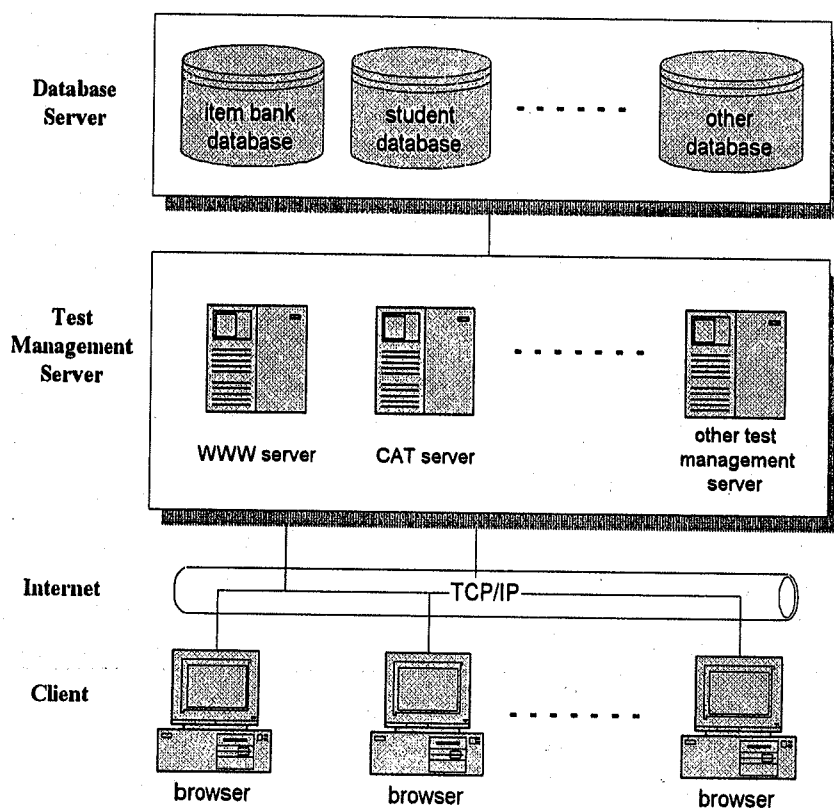 Database
Server
item bank
database
student
database
other
database
Test
Management
Server
WWW server
CAT server
other test
management
server
Internet
TCP/IP
Client
browser
browser
browser